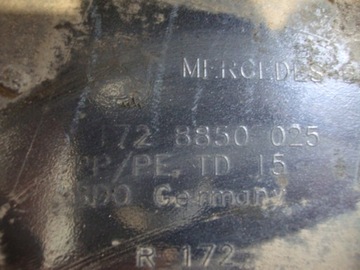 MERCEDES
172 8850 025
PP/PE, TD 15
Germany
R 172